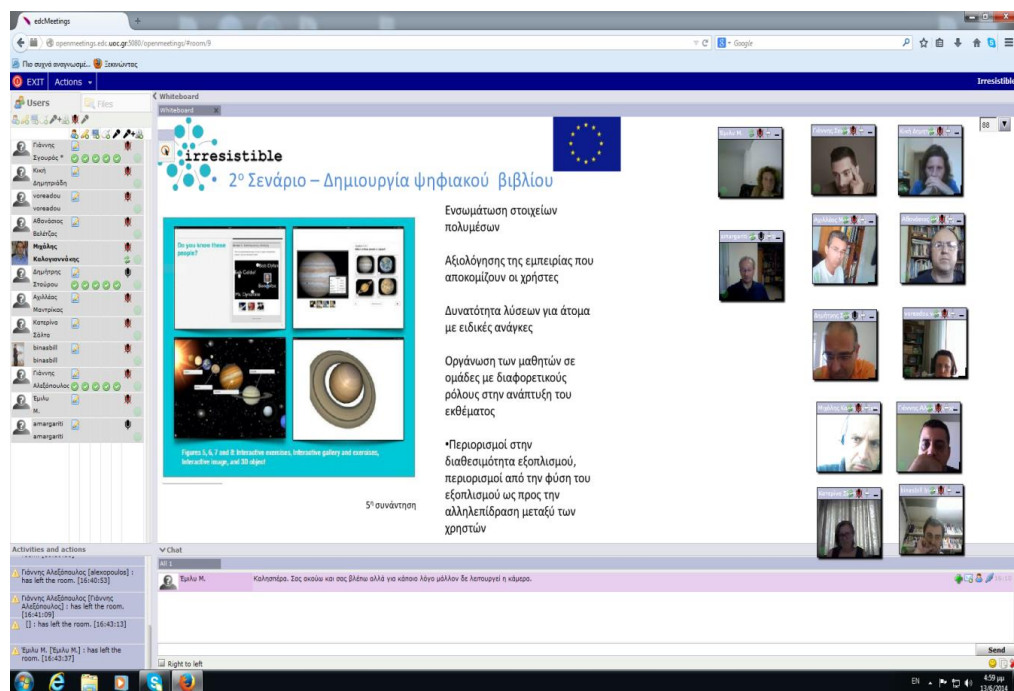 edcMeetings
openmeetings.edc.uoc.gr:5080/openmeetings/#room/9
Google
Πιο συχνά αναγνωσμέ...
Ξεκινώντας
EXIT Actions
Irresistible
Users
Files
Γιάννης
Σγουρός *
Κική
Δημητριάδη
voreadou
voreadou
Αθανάσιος
Βελέτζας
Μιχάλης
Καλογιαννάκης
Δημήτρης
Σταύρου
Αχιλλέας
Μαντρίκας
Κατερίνα
Σάλτα
binasbill
binasbill
Γιάννης
Αλεξόπουλος
Έμιλυ
Μ.
amargariti
amargariti
Whiteboard
Whiteboard
88
irresistible
• 2º Σενάριο – Δημιουργία ψηφιακού βιβλίου
Do you know these people?
Figures 5, 6, 7 and 8: Interactive exercises, Interactive gallery and exercises, Interactive image, and 3D object
5η συνάντηση
Ενσωμάτωση στοιχείων
πολυμέσων
Αξιολόγησης της εμπειρίας που
αποκομίζουν οι χρήστες
Δυνατότητα λύσεων για άτομα
με ειδικές ανάγκες
Οργάνωση των μαθητών σε
ομάδες με διαφορετικούς
ρόλους στην ανάπτυξη του
εκθέματος
•Περιορισμοί στην
διαθεσιμότητα εξοπλισμού,
περιορισμοί από την φύση του
εξοπλισμού ως προς την
αλληλεπίδραση μεταξύ των
χρηστών
Έμιλυ Μ.
amargariti
Activities and actions
Γιάννης Αλεξόπουλος [alexopoulos] :
has left the room. [16:40:53]
Γιάννης Αλεξόπουλος [Γιάννης
Αλεξόπουλος] : has left the room.
[16:41:09]
[] : has left the room. [16:43:13]
Έμιλυ Μ. [Έμιλυ Μ.] : has left the
room. [16:43:37]
Chat
All 1
Έμιλυ Μ.
Καλησπέρα. Σας ακούω και σας βλέπω αλλά για κάποιο λόγο μάλλον δε λειτουργεί η κάμερα.
Send
Right to left
EN
4:59 μμ
13/6/2014